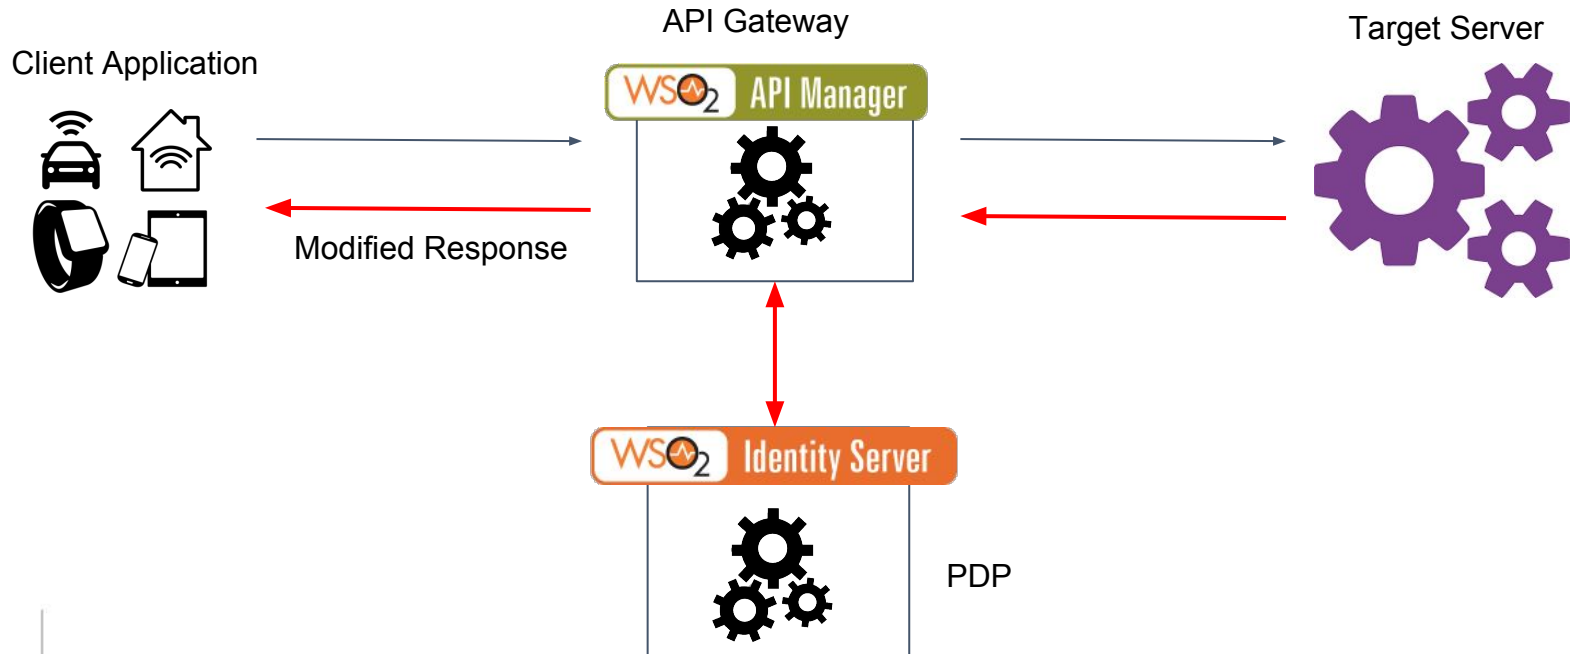 API Gateway
Target Server
Client Application
WSO2 API Manager
Modified Response
WSO2 Identity Server
PDP